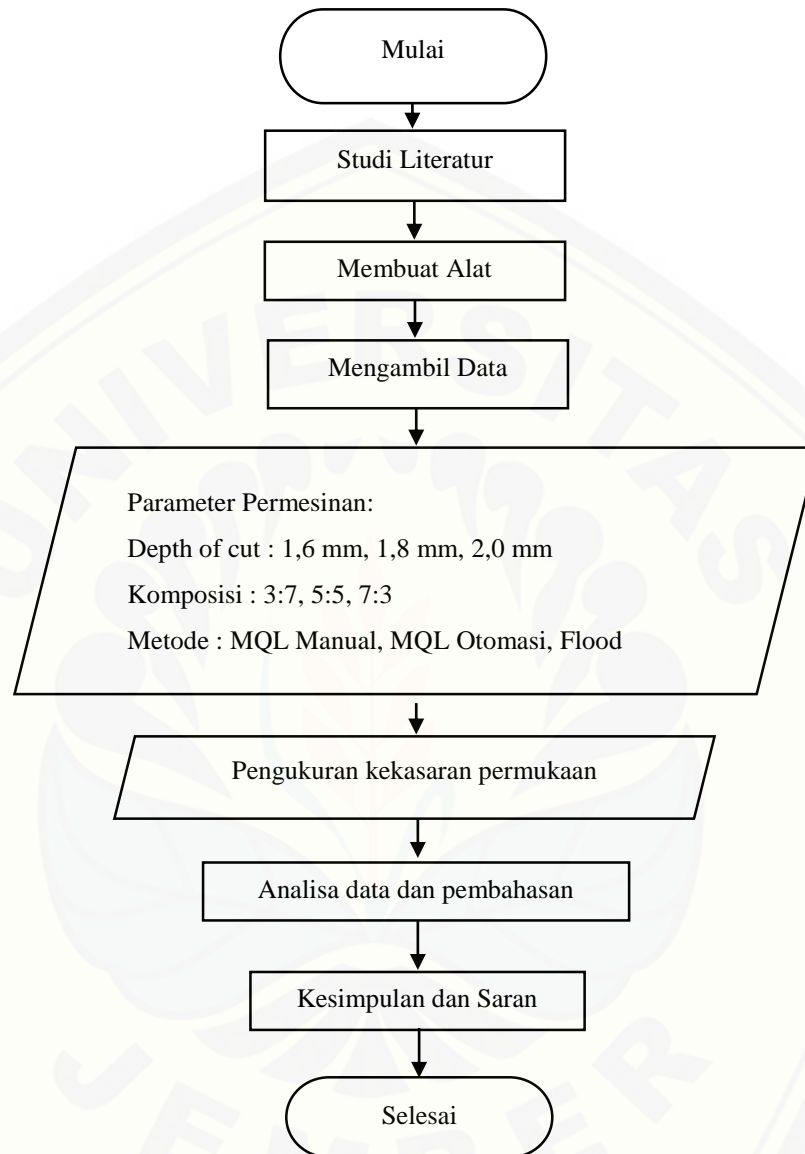 Mulai
Studi Literatur
Membuat Alat
Mengambil Data
Parameter Permesinan:
Depth of cut : 1,6 mm, 1,8 mm, 2,0 mm
Komposisi : 3:7, 5:5, 7:3
Metode : MQL Manual, MQL Otomasi, Flood
Pengukuran kekasaran permukaan
Analisa data dan pembahasan
Kesimpulan dan Saran
Selesai
UNIVERSITAS
JEMBER